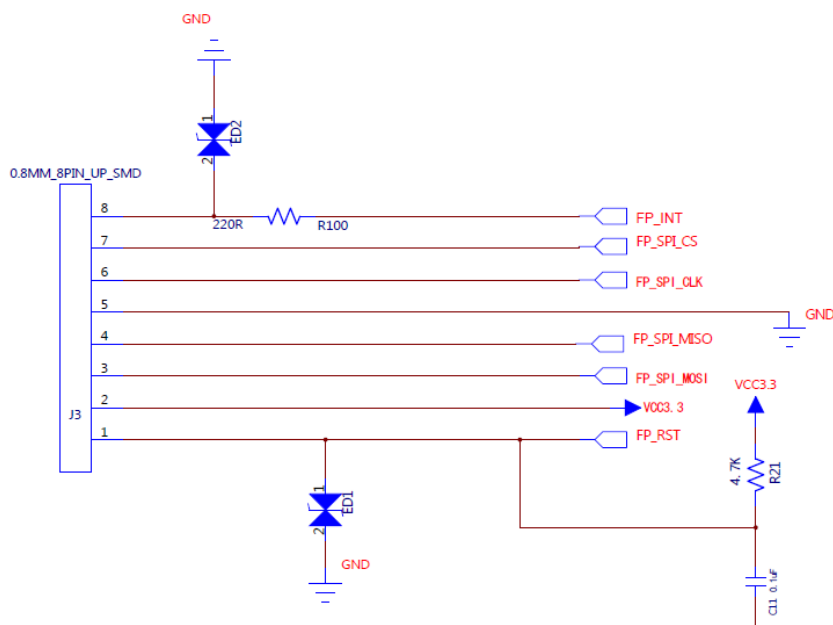 GND
1
ED2
2
0.8MM_8PIN_UP_SMD
8
220R
R100
FP_INT
7
FP_SPI_CS
6
FP_SPI_CLK
5
GND
4
FP_SPI_MISO
3
FP_SPI_MOSI
VCC3.3
J3
2
VCC3.3
1
FP_RST
4.7K
R21
1
ED1
2
GND
C11 0.1uF